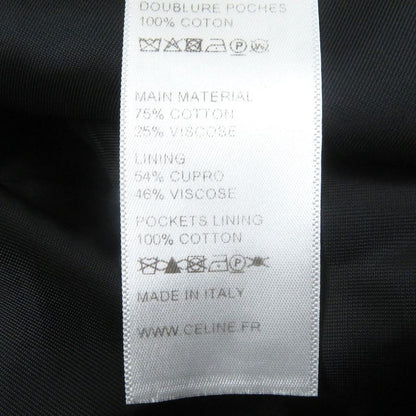 DOUBLURE POCHES
100% COTON
MAIN MATERIAL
75% COTTON
25% VISCOSE
LINING
54% CUPRO
46% VISCOSE
POCKETS LINING
100% COTTON
MADE IN ITALY
WWW.CELINE.FR